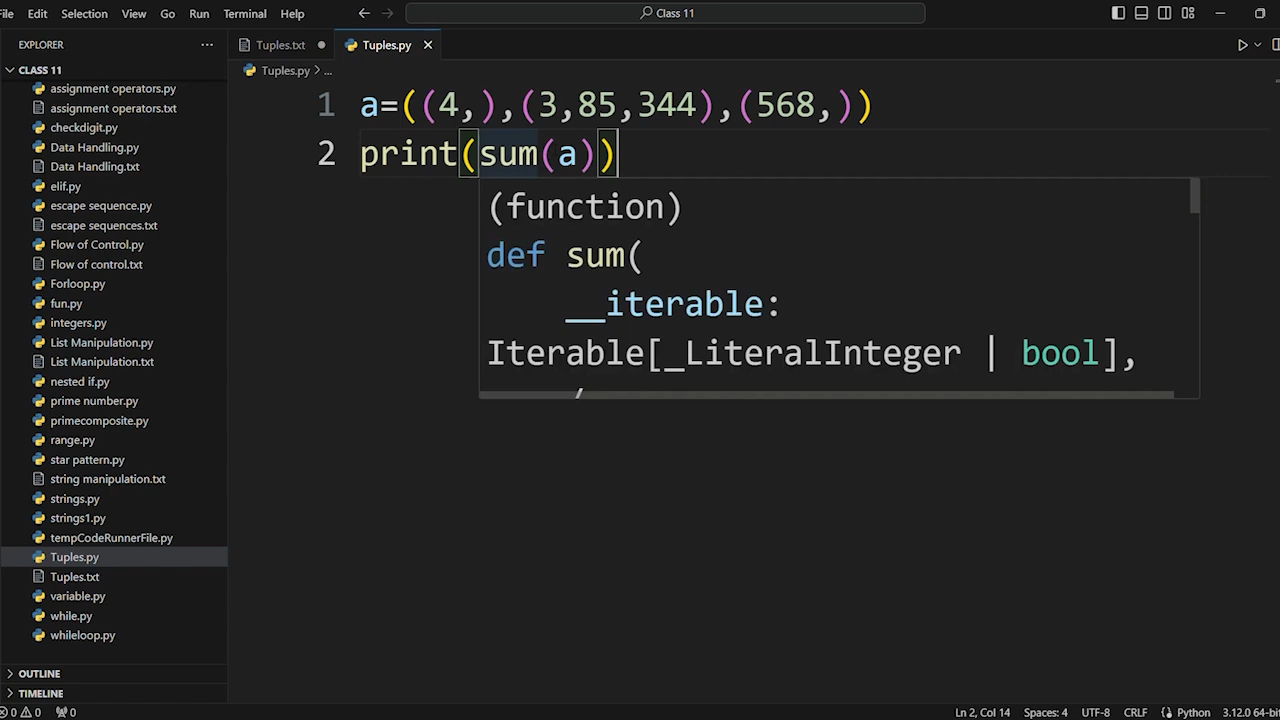 File Edit Selection View Go Run Terminal Help
Class 11
EXPLORER
CLASS 11
assignment operators.py
assignment operators.txt
checkdigit.py
Data Handling.py
Data Handling.txt
elif.py
escape sequence.py
escape sequences.txt
Flow of Control.py
Flow of control.txt
Forloop.py
fun.py
integers.py
List Manipulation.py
List Manipulation.txt
nested if.py
prime number.py
primecomposite.py
range.py
star pattern.py
string manipulation.txt
strings.py
strings1.py
tempCodeRunnerFile.py
Tuples.py
Tuples.txt
variable.py
while.py
whileloop.py
OUTLINE
TIMELINE
Tuples.txt Tuples.py
Tuples.py > ...
1 a=((4,),(3,85,344),(568,))
2 print(sum(a))
(function)
def sum(
__iterable:
Iterable[_LiteralInteger | bool],
/
0 0 0 Ln 2, Col 14 Spaces: 4 UTF-8 CRLF Python 3.12.0 64-bit